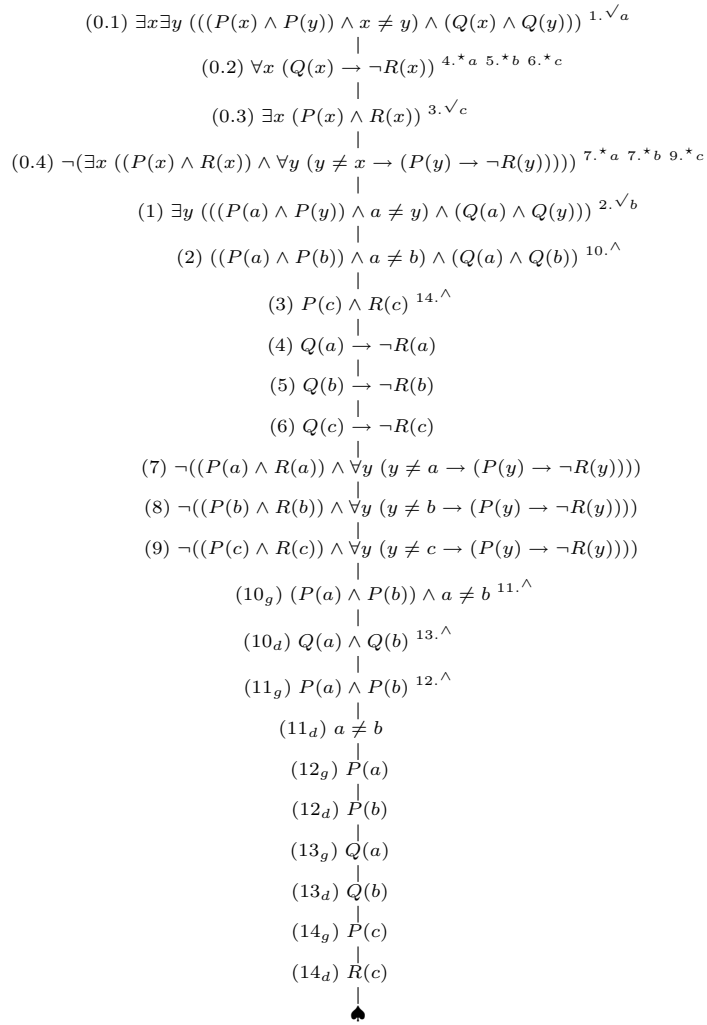 (0.1) ∃x∃y (((P(x) ∧ P(y)) ∧ x ≠ y) ∧ (Q(x) ∧ Q(y))) 1.√a
(0.2) ∀x (Q(x) → ¬R(x)) 4.⋆a 5.⋆b 6.⋆c
(0.3) ∃x (P(x) ∧ R(x)) 3.√c
(0.4) ¬(∃x ((P(x) ∧ R(x)) ∧ ∀y (y ≠ x → (P(y) → ¬R(y))))) 7.⋆a 7.⋆b 9.⋆c
(1) ∃y (((P(a) ∧ P(y)) ∧ a ≠ y) ∧ (Q(a) ∧ Q(y))) 2.√b
(2) ((P(a) ∧ P(b)) ∧ a ≠ b) ∧ (Q(a) ∧ Q(b)) 10.∧
(3) P(c) ∧ R(c) 14.∧
(4) Q(a) → ¬R(a)
(5) Q(b) → ¬R(b)
(6) Q(c) → ¬R(c)
(7) ¬((P(a) ∧ R(a)) ∧ ∀y (y ≠ a → (P(y) → ¬R(y))))
(8) ¬((P(b) ∧ R(b)) ∧ ∀y (y ≠ b → (P(y) → ¬R(y))))
(9) ¬((P(c) ∧ R(c)) ∧ ∀y (y ≠ c → (P(y) → ¬R(y))))
(10g) (P(a) ∧ P(b)) ∧ a ≠ b 11.∧
(10d) Q(a) ∧ Q(b) 13.∧
(11g) P(a) ∧ P(b) 12.∧
(11d) a ≠ b
(12g) P(a)
(12d) P(b)
(13g) Q(a)
(13d) Q(b)
(14g) P(c)
(14d) R(c)
♠